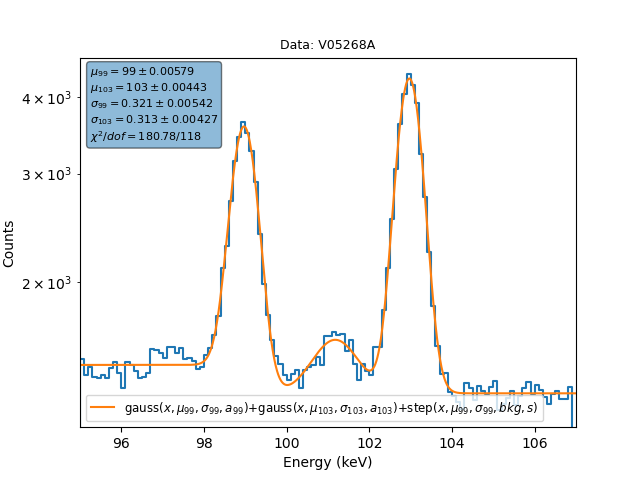 Data: V05268A
μ₉₉ = 99 ± 0.00579
μ₁₀₃ = 103 ± 0.00443
σ₉₉ = 0.321 ± 0.00542
σ₁₀₃ = 0.313 ± 0.00427
χ²/dof = 180.78/118
4 × 10³
3 × 10³
2 × 10³
Counts
gauss(x, μ₉₉, σ₉₉, a₉₉)+gauss(x, μ₁₀₃, σ₁₀₃, a₁₀₃)+step(x, μ₉₉, σ₉₉, bkg, s)
96 98 100 102 104 106
Energy (keV)